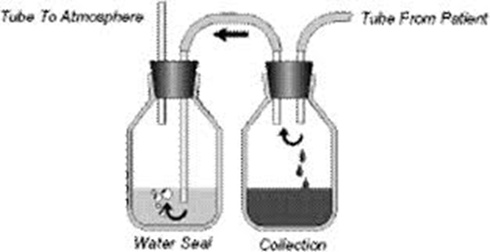 Tube To Atmosphere
Tube From Patient
Water Seal
Collection